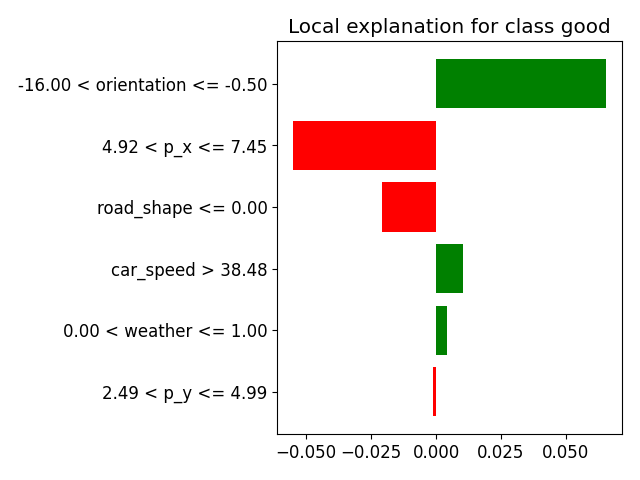 Local explanation for class good
-16.00 < orientation <= -0.50
4.92 < p_x <= 7.45
road_shape <= 0.00
car_speed > 38.48
0.00 < weather <= 1.00
2.49 < p_y <= 4.99
−0.050 −0.025 0.000 0.025 0.050